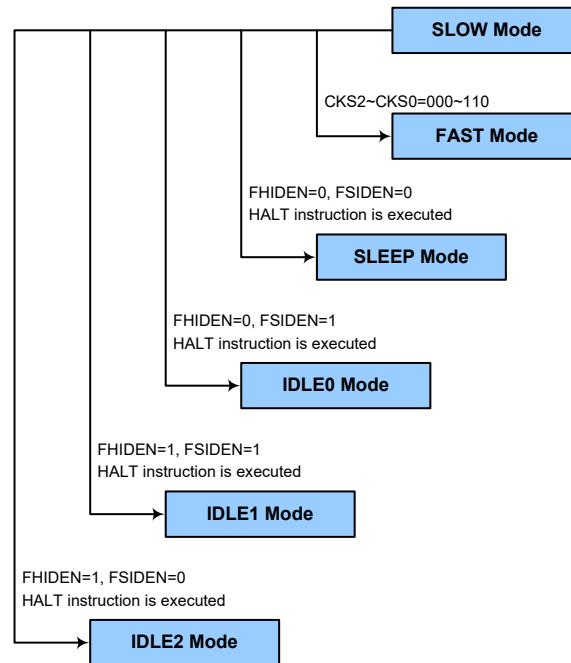 SLOW Mode
CKS2~CKS0=000~110
FAST Mode
FHIDEN=0, FSIDEN=0
HALT instruction is executed
SLEEP Mode
FHIDEN=0, FSIDEN=1
HALT instruction is executed
IDLE0 Mode
FHIDEN=1, FSIDEN=1
HALT instruction is executed
IDLE1 Mode
FHIDEN=1, FSIDEN=0
HALT instruction is executed
IDLE2 Mode